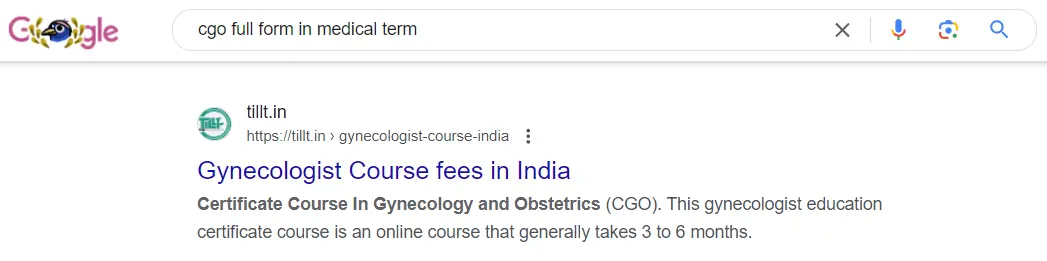 Google
cgo full form in medical term
tillt.in
TILLT
https://tillt.in › gynecologist-course-india
Gynecologist Course fees in India
Certificate Course In Gynecology and Obstetrics (CGO). This gynecologist education
certificate course is an online course that generally takes 3 to 6 months.